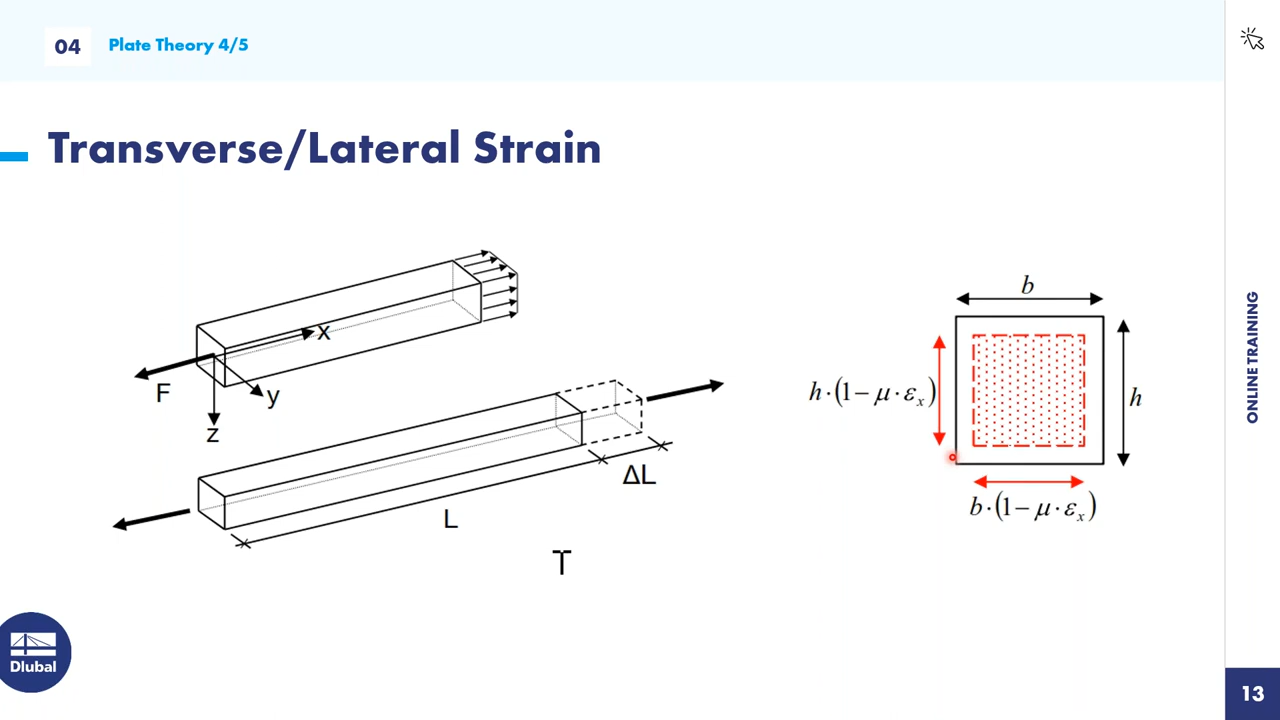 04
Plate Theory 4/5
Transverse/Lateral Strain
x
F
y
z
ΔL
L
T
b
h·(1−μ·εₓ)
h
b·(1−μ·εₓ)
ONLINE TRAINING
Dlubal
13